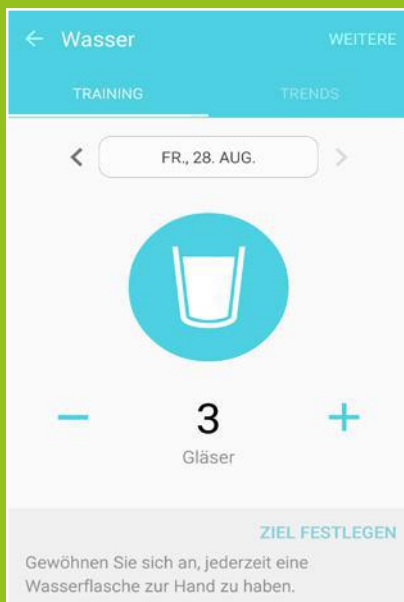 Wasser
WEITERE
TRAINING
TRENDS
FR., 28. AUG.
3
Gläser
ZIEL FESTLEGEN
Gewöhnen Sie sich an, jederzeit eine
Wasserflasche zur Hand zu haben.